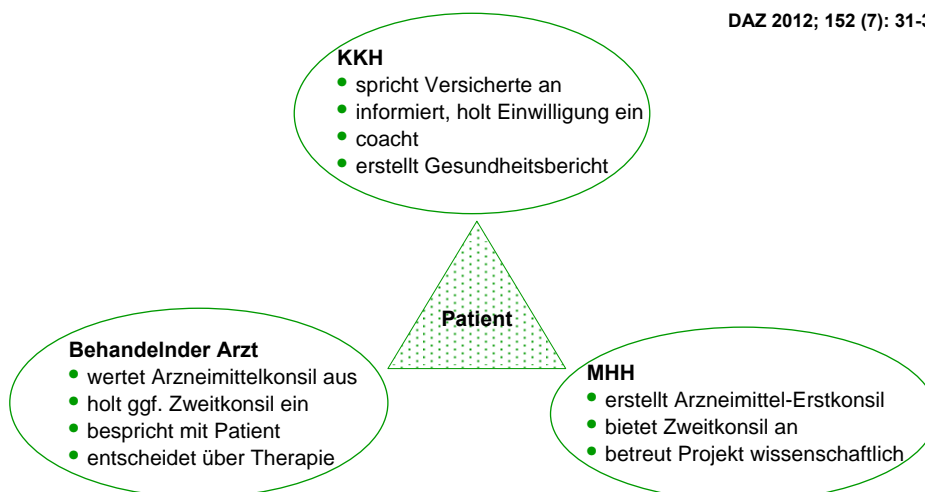 DAZ 2012; 152 (7): 31-3
KKH
• spricht Versicherte an
• informiert, holt Einwilligung ein
• coacht
• erstellt Gesundheitsbericht
Patient
Behandelnder Arzt
• wertet Arzneimittelkonsil aus
• holt ggf. Zweitkonsil ein
• bespricht mit Patient
• entscheidet über Therapie
MHH
• erstellt Arzneimittel-Erstkonsil
• bietet Zweitkonsil an
• betreut Projekt wissenschaftlich